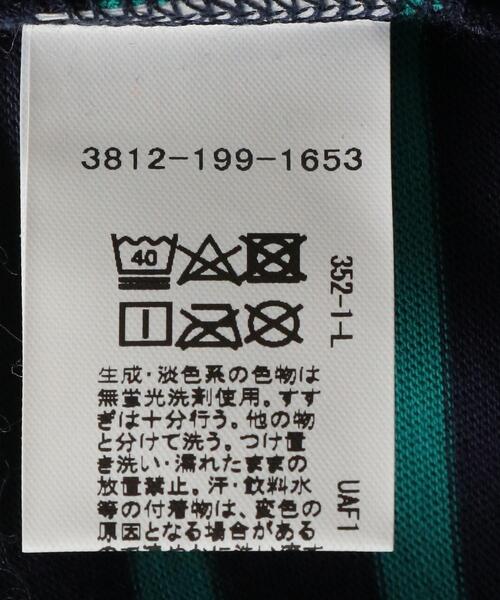 3812-199-1653
40
生成・淡色系の色物は
無蛍光洗剤使用。すす
ぎは十分行う。他の物
と分けて洗う。つけ置
き洗い・濡れたままの
放置禁止。汗・飲料水
等の付着物は、変色の
原因となる場合がある
352-1-L
UAF1